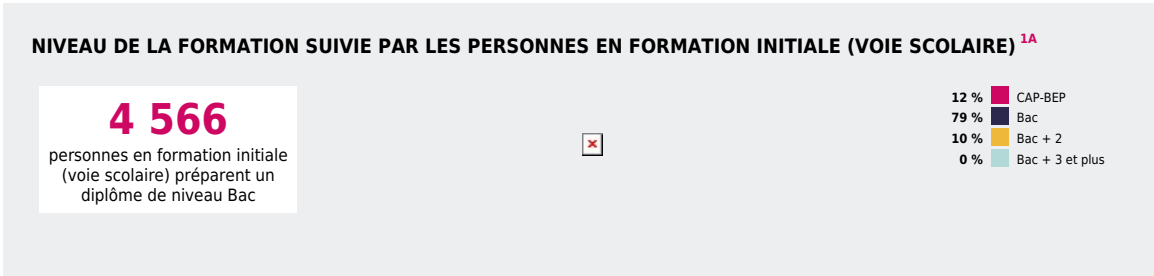 NIVEAU DE LA FORMATION SUIVIE PAR LES PERSONNES EN FORMATION INITIALE (VOIE SCOLAIRE) 1A
4 566
personnes en formation initiale
(voie scolaire) préparent un
diplôme de niveau Bac
12 % CAP-BEP
79 % Bac
10 % Bac + 2
0 % Bac + 3 et plus